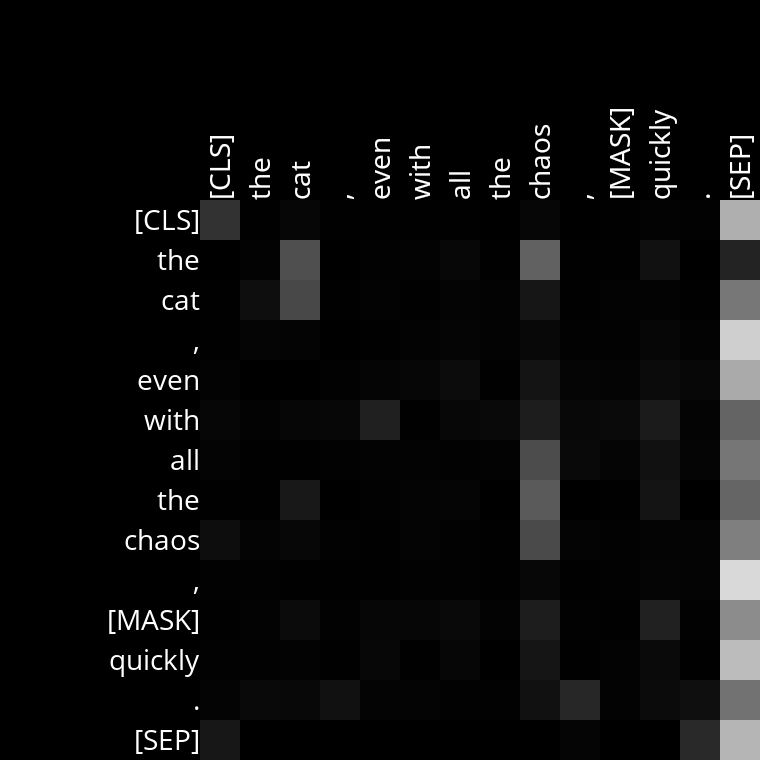 [CLS] the cat , even with all the chaos , [MASK] quickly . [SEP]
[CLS]
the
cat
,
even
with
all
the
chaos
,
[MASK]
quickly
.
[SEP]